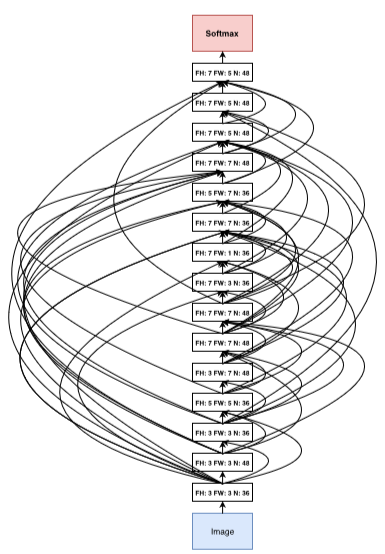 Softmax
FH: 7 FW: 5 N: 48
FH: 7 FW: 5 N: 48
FH: 7 FW: 5 N: 48
FH: 7 FW: 7 N: 48
FH: 5 FW: 7 N: 36
FH: 7 FW: 7 N: 36
FH: 7 FW: 1 N: 36
FH: 7 FW: 3 N: 36
FH: 7 FW: 7 N: 48
FH: 7 FW: 7 N: 48
FH: 3 FW: 7 N: 48
FH: 5 FW: 5 N: 36
FH: 3 FW: 3 N: 36
FH: 3 FW: 3 N: 48
FH: 3 FW: 3 N: 36
Image